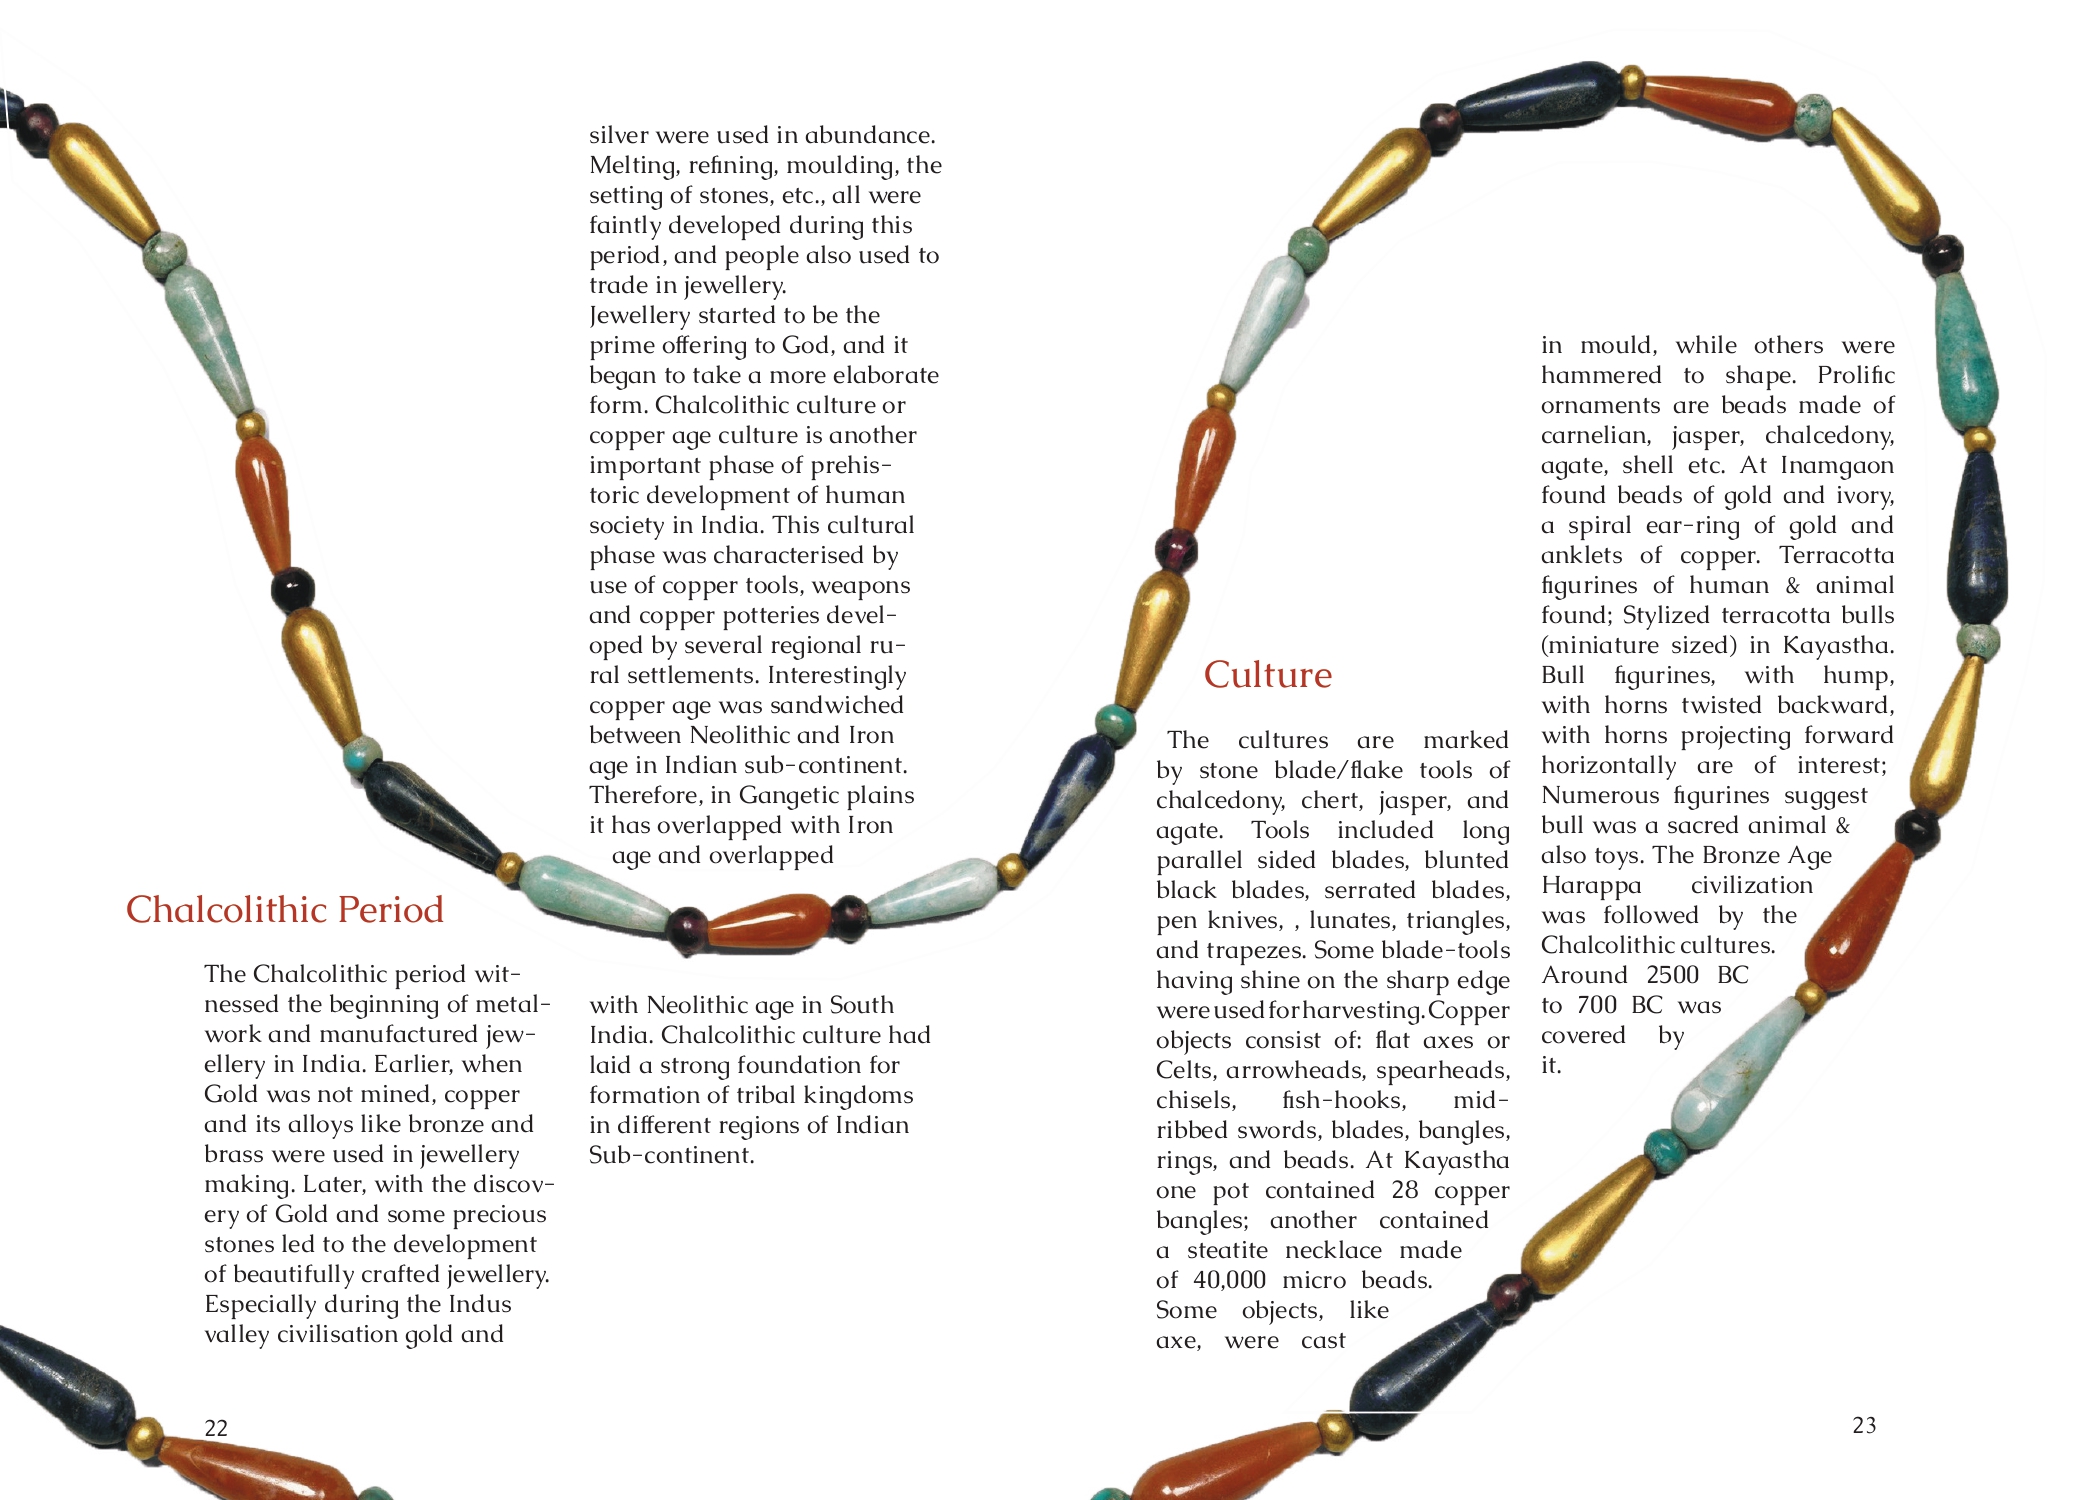 Chalcolithic Period
The Chalcolithic period wit-
nessed the beginning of metal-
work and manufactured jew-
ellery in India. Earlier, when
Gold was not mined, copper
and its alloys like bronze and
brass were used in jewellery
making. Later, with the discov-
ery of Gold and some precious
stones led to the development
of beautifully crafted jewellery.
Especially during the Indus
valley civilisation gold and
22
silver were used in abundance.
Melting, refining, moulding, the
setting of stones, etc., all were
faintly developed during this
period, and people also used to
trade in jewellery.
Jewellery started to be the
prime offering to God, and it
began to take a more elaborate
form. Chalcolithic culture or
copper age culture is another
important phase of prehis-
toric development of human
society in India. This cultural
phase was characterised by
use of copper tools, weapons
and copper potteries devel-
oped by several regional ru-
ral settlements. Interestingly
copper age was sandwiched
between Neolithic and Iron
age in Indian sub-continent.
Therefore, in Gangetic plains
it has overlapped with Iron
age and overlapped
with Neolithic age in South
India. Chalcolithic culture had
laid a strong foundation for
formation of tribal kingdoms
in different regions of Indian
Sub-continent.
Culture
The cultures are marked
by stone blade/flake tools of
chalcedony, chert, jasper, and
agate. Tools included long
parallel sided blades, blunted
black blades, serrated blades,
pen knives, , lunates, triangles,
and trapezes. Some blade-tools
having shine on the sharp edge
were used for harvesting. Copper
objects consist of: flat axes or
Celts, arrowheads, spearheads,
chisels, fish-hooks, mid-
ribbed swords, blades, bangles,
rings, and beads. At Kayastha
one pot contained 28 copper
bangles; another contained
a steatite necklace made
of 40,000 micro beads.
Some objects, like
axe, were cast
in mould, while others were
hammered to shape. Prolific
ornaments are beads made of
carnelian, jasper, chalcedony,
agate, shell etc. At Inamgaon
found beads of gold and ivory,
a spiral ear-ring of gold and
anklets of copper. Terracotta
figurines of human & animal
found; Stylized terracotta bulls
(miniature sized) in Kayastha.
Bull figurines, with hump,
with horns twisted backward,
with horns projecting forward
horizontally are of interest;
Numerous figurines suggest
bull was a sacred animal &
also toys. The Bronze Age
Harappa civilization
was followed by the
Chalcolithic cultures.
Around 2500 BC
to 700 BC was
covered by
it.
23